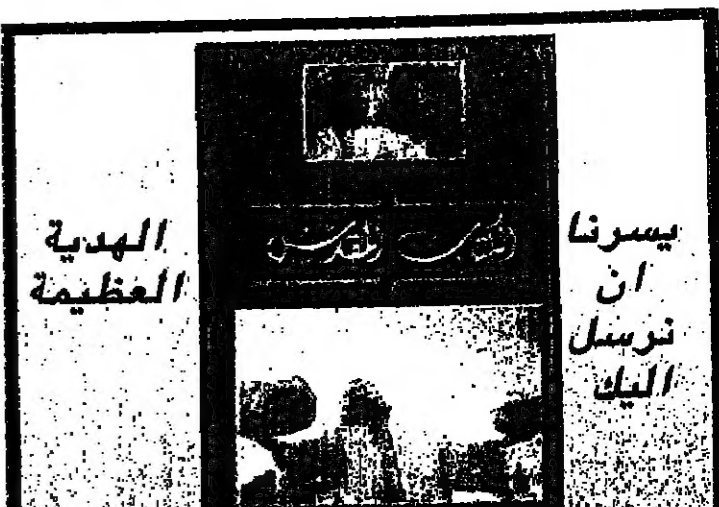 يسرنا
ان
نرسل
اليك
الهدية
العظيمة